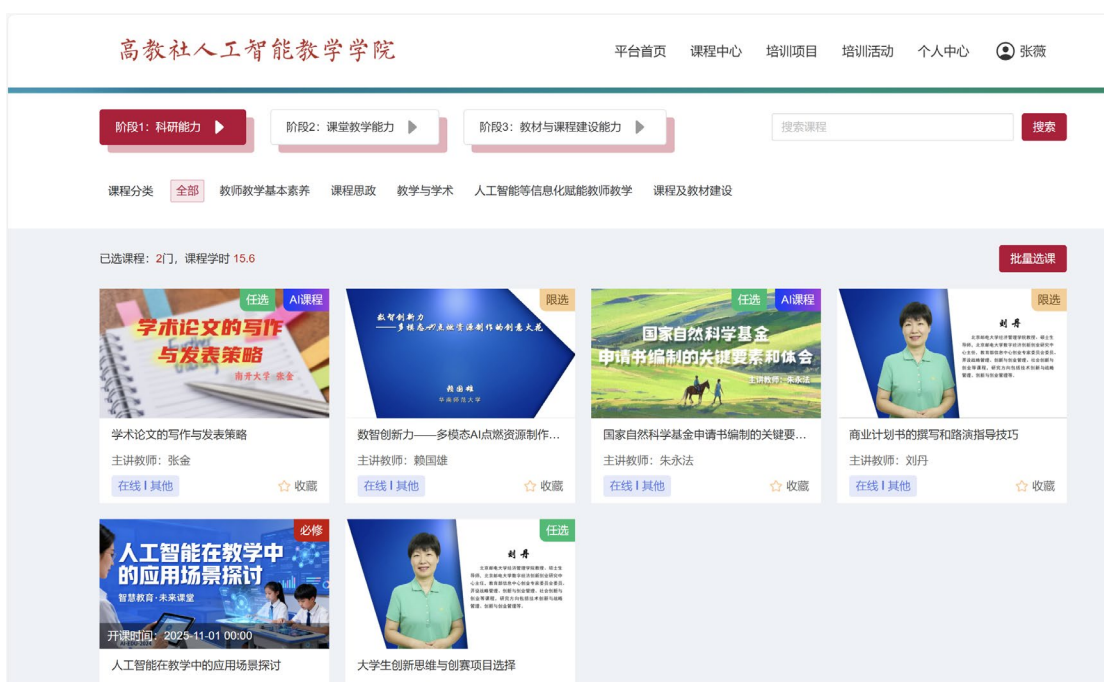 高教社人工智能教学学院
平台首页 课程中心 培训项目 培训活动 个人中心 张薇
阶段1：科研能力 阶段2：课堂教学能力 阶段3：教材与课程建设能力 搜索课程 搜索
课程分类 全部 教师教学基本素养 课程思政 教学与学术 人工智能等信息化赋能教师教学 课程及教材建设
已选课程：2门，课程学时 15.6 批量选课
任选 AI课程
学术论文的写作
与发表策略
南开大学 张金
学术论文的写作与发表策略
主讲教师：张金
在线 | 其他 收藏
限选
数智创新力
——多模态AI点燃资源制作的创意火花
赖国雄
华南师范大学
数智创新力——多模态AI点燃资源制作...
主讲教师：赖国雄
在线 | 其他 收藏
任选 AI课程
国家自然科学基金
申请书编制的关键要素和体会
主讲教师：朱永法
国家自然科学基金申请书编制的关键要...
主讲教师：朱永法
在线 | 其他 收藏
限选
刘丹
商业计划书的撰写和路演指导技巧
主讲教师：刘丹
在线 | 其他 收藏
必修
人工智能在教学中
的应用场景探讨
智慧教育·未来课堂
开课时间：2025-11-01 00:00
人工智能在教学中的应用场景探讨
任选
刘丹
大学生创新思维与创赛项目选择